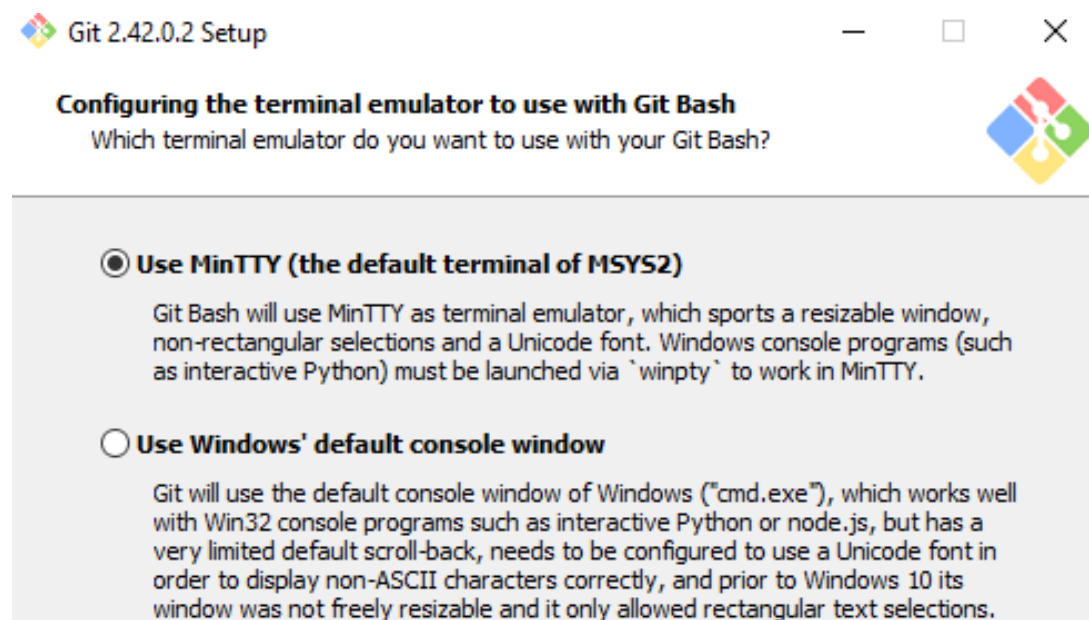 Git 2.42.0.2 Setup
Configuring the terminal emulator to use with Git Bash
Which terminal emulator do you want to use with your Git Bash?
Use MinTTY (the default terminal of MSYS2)
Git Bash will use MinTTY as terminal emulator, which sports a resizable window,
non-rectangular selections and a Unicode font. Windows console programs (such
as interactive Python) must be launched via `winpty` to work in MinTTY.
Use Windows' default console window
Git will use the default console window of Windows ("cmd.exe"), which works well
with Win32 console programs such as interactive Python or node.js, but has a
very limited default scroll-back, needs to be configured to use a Unicode font in
order to display non-ASCII characters correctly, and prior to Windows 10 its
window was not freely resizable and it only allowed rectangular text selections.